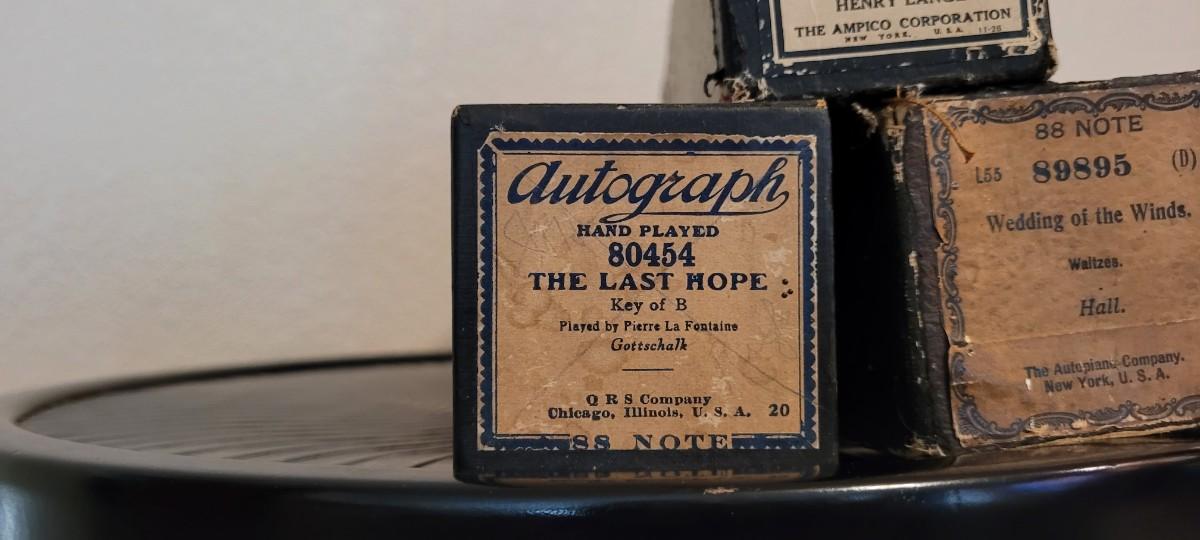 Autograph
HAND PLAYED
80454
THE LAST HOPE
Key of B
Played by Pierre La Fontaine
Gottschalk
Q R S Company
Chicago, Illinois, U. S. A. 20
88 NOTE
HENRY LANGE
THE AMPICO CORPORATION
NEW YORK. U. S. A. 11-26
88 NOTE
L55 89895 (D)
Wedding of the Winds.
Waltzes.
Hall.
The Autopiano Company.
New York, U. S. A.